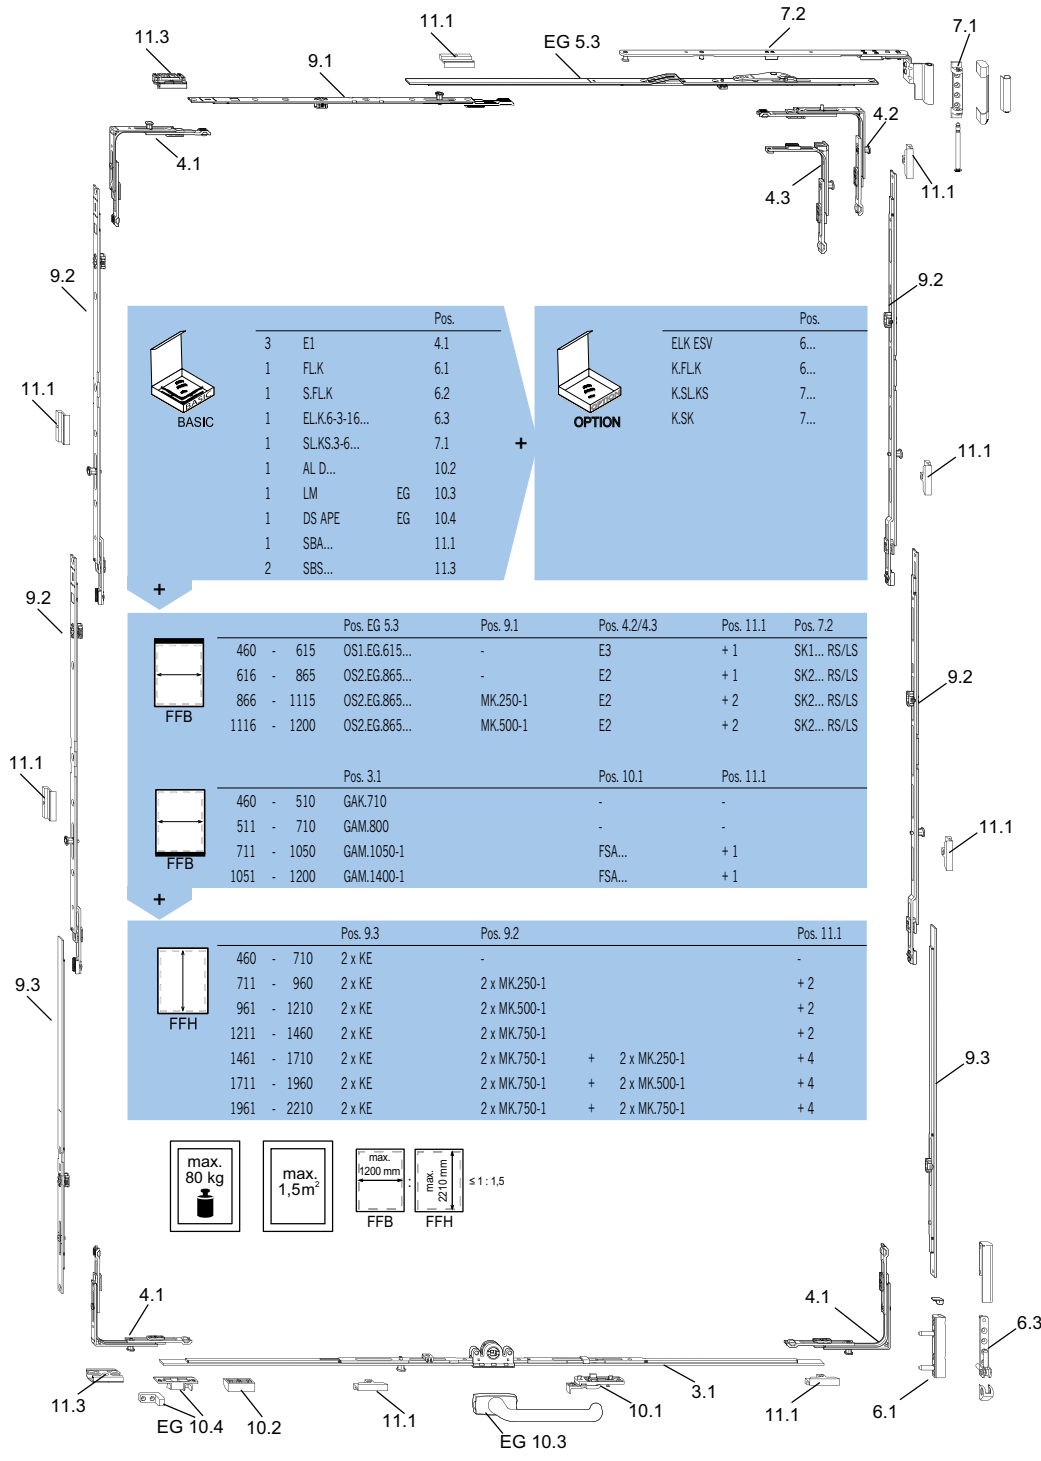 11.1
7.2
7.1
11.3
EG 5.3
9.1
4.2
4.1
4.3
11.1
9.2
9.2
11.1
11.1
BASIC
Pos.
3 E1 4.1
1 FL.K 6.1
1 S.FL.K 6.2
1 EL.K.6-3-16... 6.3
1 SL.KS.3-6... 7.1
1 AL D... 10.2
1 LM EG 10.3
1 DS APE EG 10.4
1 SBA... 11.1
2 SBS... 11.3
BASIC
+
Pos.
ELK ESV 6...
K.FL.K 6...
K.SL.KS 7...
K.SK 7...
OPTION
OPTION
+
9.2
9.2
11.1
11.1
Pos. EG 5.3 Pos. 9.1 Pos. 4.2/4.3 Pos. 11.1 Pos. 7.2
460 - 615 OS1.EG.615... - E3 + 1 SK1... RS/LS
616 - 865 OS2.EG.865... - E2 + 1 SK2... RS/LS
866 - 1115 OS2.EG.865... MK.250-1 E2 + 2 SK2... RS/LS
1116 - 1200 OS2.EG.865... MK.500-1 E2 + 2 SK2... RS/LS
FFB
Pos. 3.1 Pos. 10.1 Pos. 11.1
460 - 510 GAK.710 - -
511 - 710 GAM.800 - -
711 - 1050 GAM.1050-1 FSA... + 1
1051 - 1200 GAM.1400-1 FSA... + 1
FFB
+
9.3
9.3
Pos. 9.3 Pos. 9.2 Pos. 11.1
460 - 710 2 x KE - -
711 - 960 2 x KE 2 x MK.250-1 + 2
961 - 1210 2 x KE 2 x MK.500-1 + 2
1211 - 1460 2 x KE 2 x MK.750-1 + 2
1461 - 1710 2 x KE 2 x MK.750-1 + 2 x MK.250-1 + 4
1711 - 1960 2 x KE 2 x MK.750-1 + 2 x MK.500-1 + 4
1961 - 2210 2 x KE 2 x MK.750-1 + 2 x MK.750-1 + 4
FFH
max.
80 kg
max.
1,5m²
max.
1200 mm
FFB
:
max.
2210 mm
FFH
≤ 1 : 1,5
4.1
4.1
6.3
11.3
EG 10.4
10.2
11.1
EG 10.3
10.1
3.1
11.1
6.1